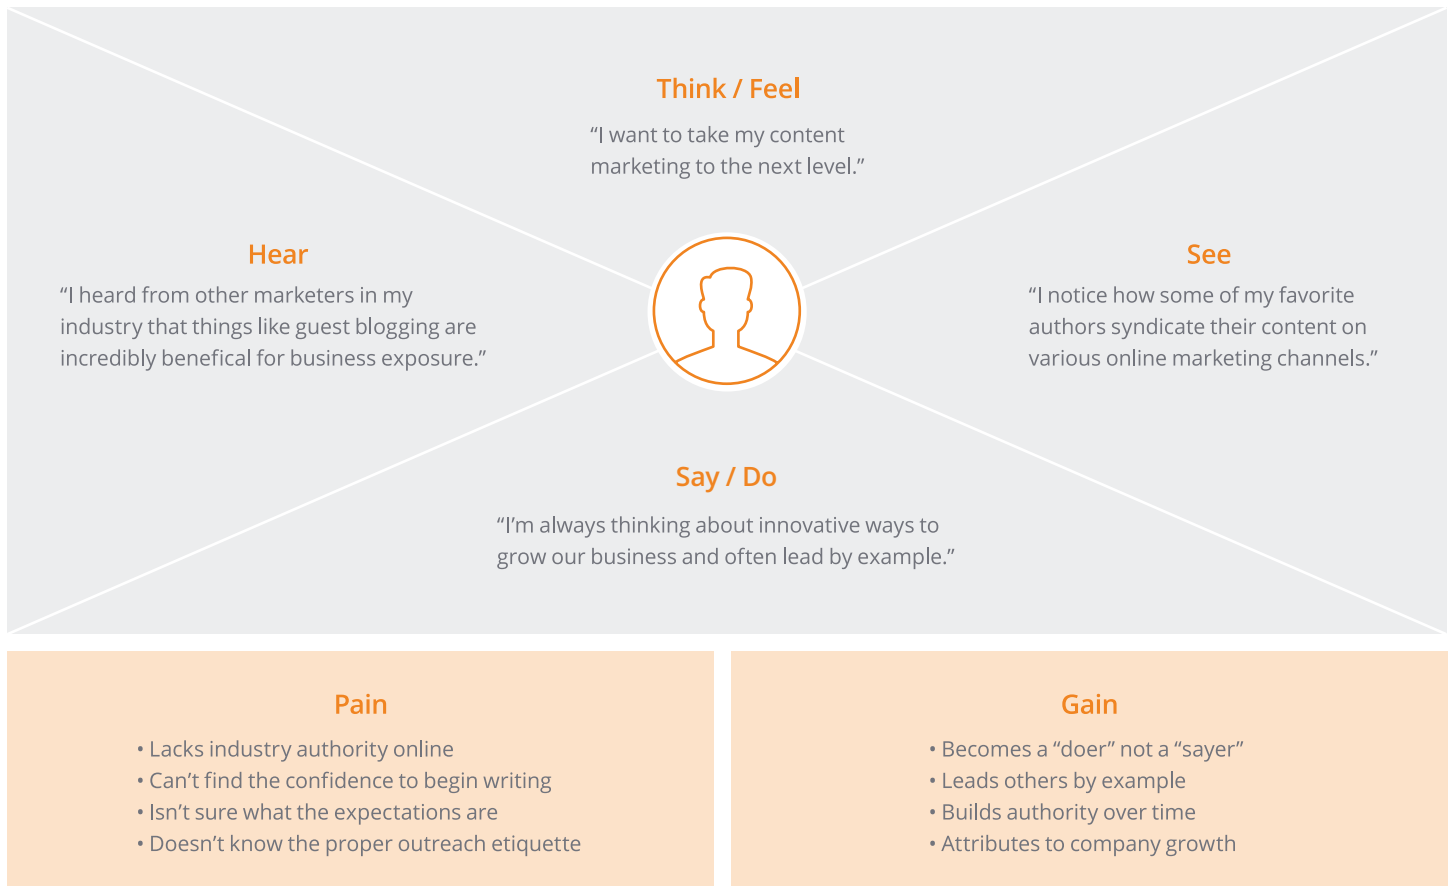 Think / Feel
“I want to take my content
marketing to the next level.”
Hear
“I heard from other marketers in my
industry that things like guest blogging are
incredibly benefical for business exposure.”
See
“I notice how some of my favorite
authors syndicate their content on
various online marketing channels.”
Say / Do
“I’m always thinking about innovative ways to
grow our business and often lead by example.”
Pain
• Lacks industry authority online
• Can’t find the confidence to begin writing
• Isn’t sure what the expectations are
• Doesn’t know the proper outreach etiquette
Gain
• Becomes a “doer” not a “sayer”
• Leads others by example
• Builds authority over time
• Attributes to company growth